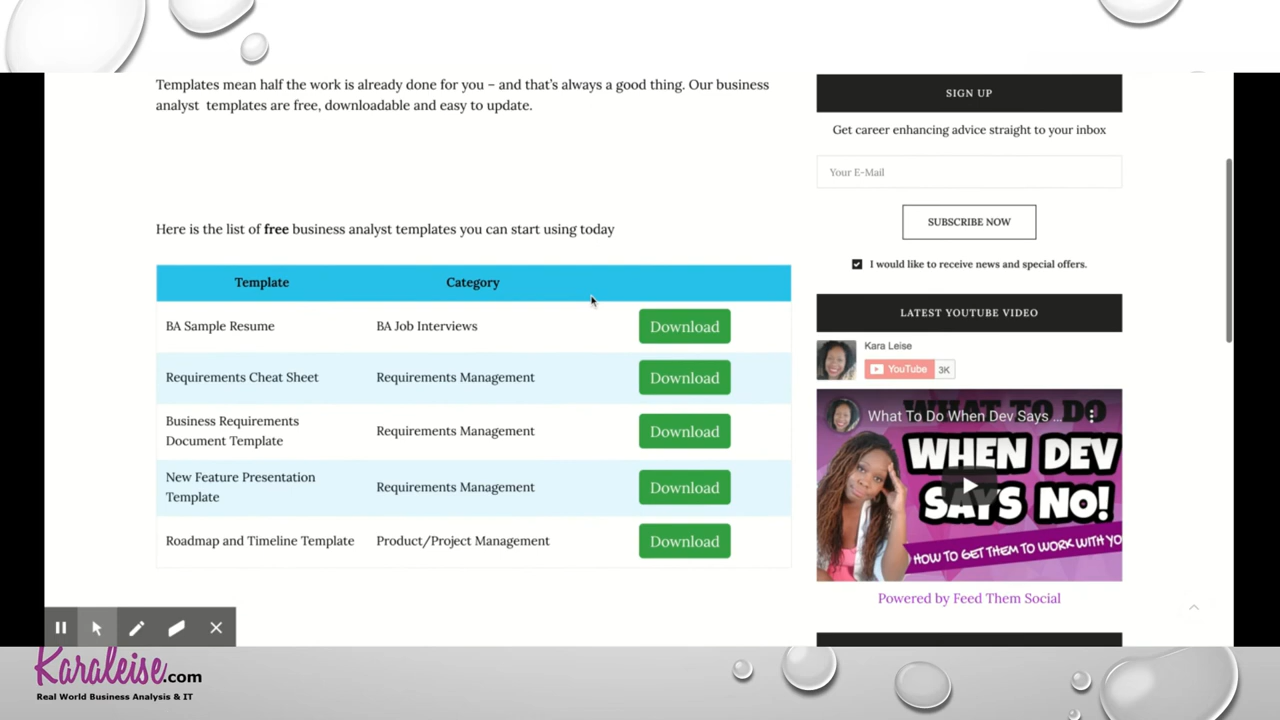 Templates mean half the work is already done for you – and that's always a good thing. Our business
analyst templates are free, downloadable and easy to update.
Here is the list of free business analyst templates you can start using today
Template Category
BA Sample Resume BA Job Interviews Download
Requirements Cheat Sheet Requirements Management Download
Business Requirements
Document Template Requirements Management Download
New Feature Presentation
Template Requirements Management Download
Roadmap and Timeline Template Product/Project Management Download
SIGN UP
Get career enhancing advice straight to your inbox
Your E-Mail
SUBSCRIBE NOW
I would like to receive news and special offers.
LATEST YOUTUBE VIDEO
Kara Leise
YouTube 3K
What To Do When Dev Says ...
WHAT TO DO
WHEN DEV
SAYS NO!
HOW TO GET THEM TO WORK WITH YO
Powered by Feed Them Social
Karaleise.com
Real World Business Analysis & IT